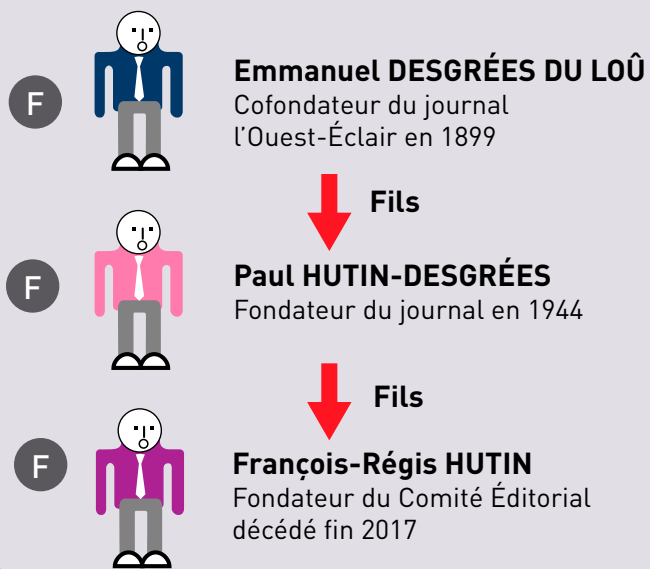 F
Emmanuel DESGRÉES DU LOÛ
Cofondateur du journal
l'Ouest-Éclair en 1899
Fils
F
Paul HUTIN-DESGRÉES
Fondateur du journal en 1944
Fils
F
François-Régis HUTIN
Fondateur du Comité Éditorial
décédé fin 2017